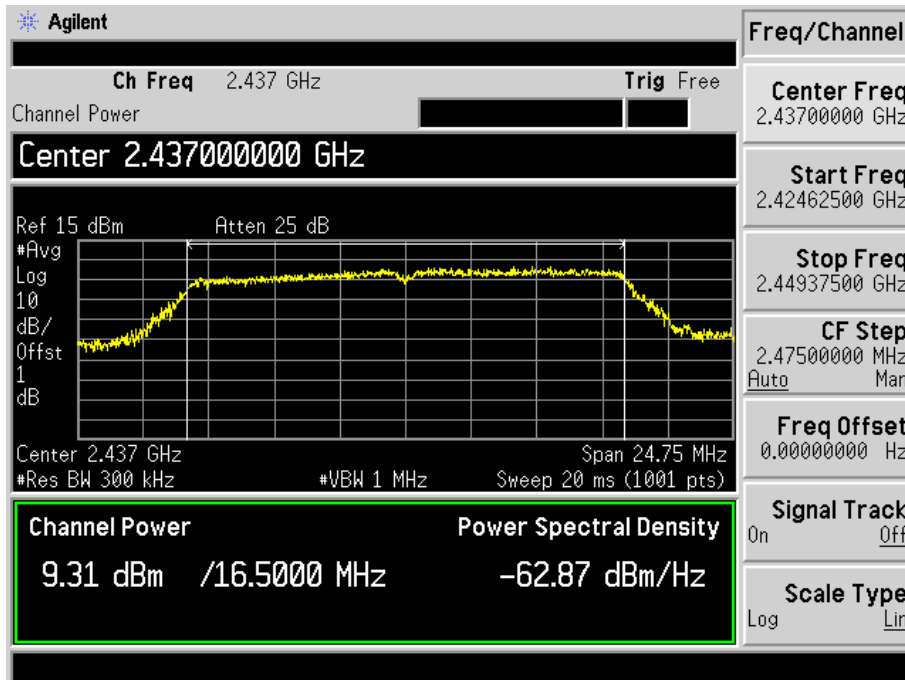 Agilent
Freq/Channel
Ch Freq 2.437 GHz Trig Free
Channel Power
Center 2.437000000 GHz
Ref 15 dBm Atten 25 dB
#Avg
Log
10
dB/
Offst
1
dB
Center 2.437 GHz Span 24.75 MHz
#Res BW 300 kHz #VBW 1 MHz Sweep 20 ms (1001 pts)
Channel Power Power Spectral Density
9.31 dBm /16.5000 MHz -62.87 dBm/Hz
Center Freq
2.43700000 GHz
Start Freq
2.42462500 GHz
Stop Freq
2.44937500 GHz
CF Step
2.47500000 MHz
Auto Man
Freq Offset
0.00000000 Hz
Signal Track
On Off
Scale Type
Log Lin